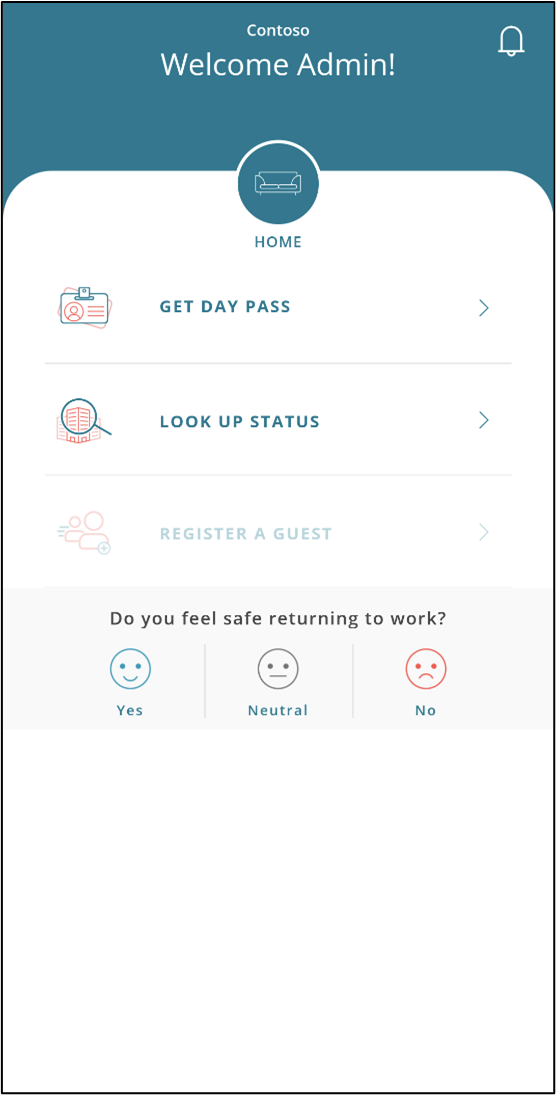 Contoso
Welcome Admin!
HOME
GET DAY PASS
LOOK UP STATUS
REGISTER A GUEST
Do you feel safe returning to work?
Yes
Neutral
No